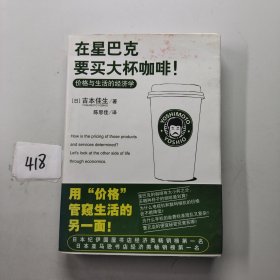 在星巴克
要买大杯咖啡!
价格与生活的经济学
[日] 吉本佳生／著
陈惠佳／译
YOSHIMOTO
YOSHIO
How is the pricing of those products
and services determined?
Let's look at the other side of life
through economics.
418
用“价格”
管窥生活的
另一面!
日本纪伊国屋书店经济类畅销榜第一名
日本亚马逊书店经济类畅销榜第一名